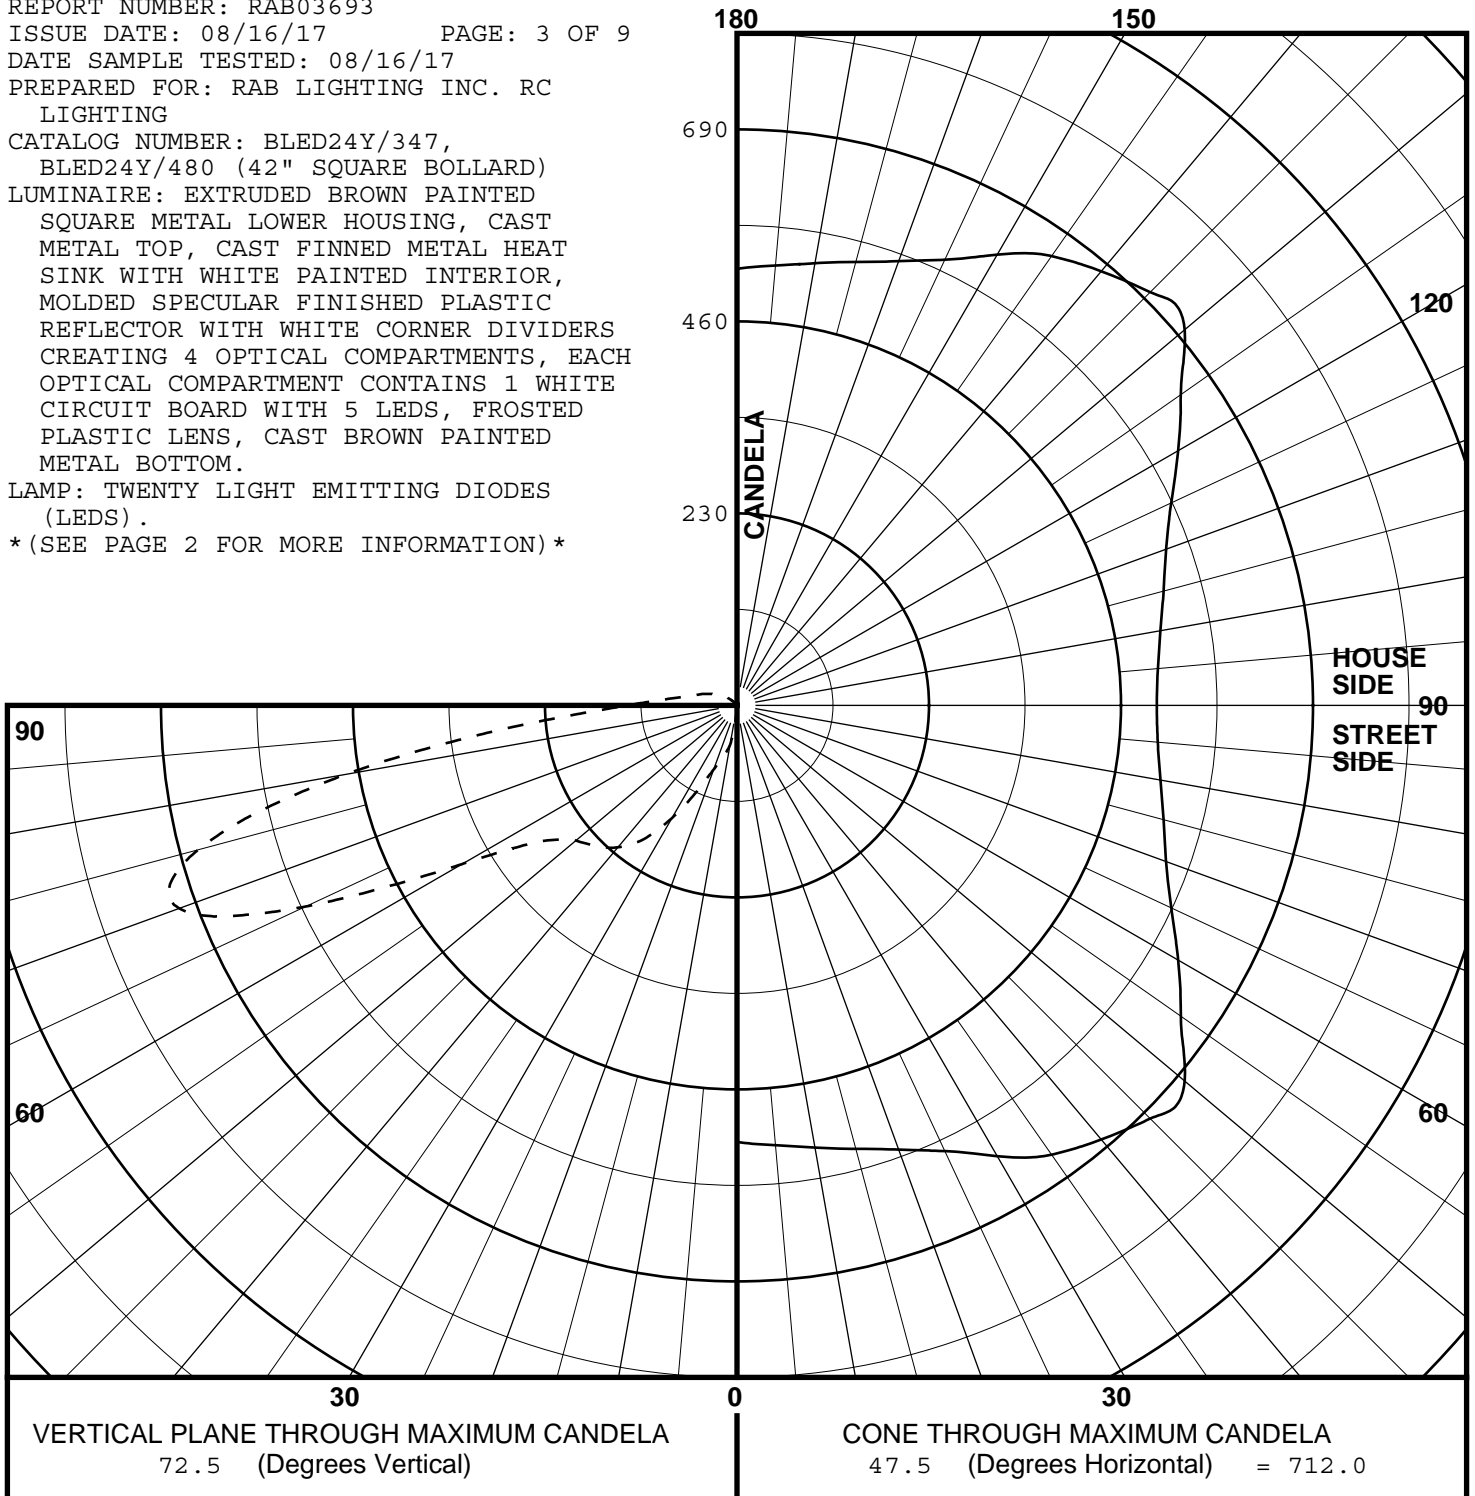 REPORT NUMBER: RAB03693
ISSUE DATE: 08/16/17 PAGE: 3 OF 9
DATE SAMPLE TESTED: 08/16/17
PREPARED FOR: RAB LIGHTING INC. RC
LIGHTING
CATALOG NUMBER: BLED24Y/347,
BLED24Y/480 (42" SQUARE BOLLARD)
LUMINAIRE: EXTRUDED BROWN PAINTED
SQUARE METAL LOWER HOUSING, CAST
METAL TOP, CAST FINNED METAL HEAT
SINK WITH WHITE PAINTED INTERIOR,
MOLDED SPECULAR FINISHED PLASTIC
REFLECTOR WITH WHITE CORNER DIVIDERS
CREATING 4 OPTICAL COMPARTMENTS, EACH
OPTICAL COMPARTMENT CONTAINS 1 WHITE
CIRCUIT BOARD WITH 5 LEDS, FROSTED
PLASTIC LENS, CAST BROWN PAINTED
METAL BOTTOM.
LAMP: TWENTY LIGHT EMITTING DIODES
(LEDS).
*(SEE PAGE 2 FOR MORE INFORMATION)*
180
150
690
120
460
CANDELA
230
HOUSE
SIDE
90
90
STREET
SIDE
60
60
30
0
30
VERTICAL PLANE THROUGH MAXIMUM CANDELA
72.5 (Degrees Vertical)
CONE THROUGH MAXIMUM CANDELA
47.5 (Degrees Horizontal) = 712.0